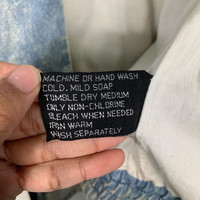 MACHINE OR HAND WASH
COLD. MILD SOAP
TUMBLE DRY MEDIUM
ONLY NON-CHLORINE
BLEACH WHEN NEEDED
IRON WARM
WASH SEPARATELY